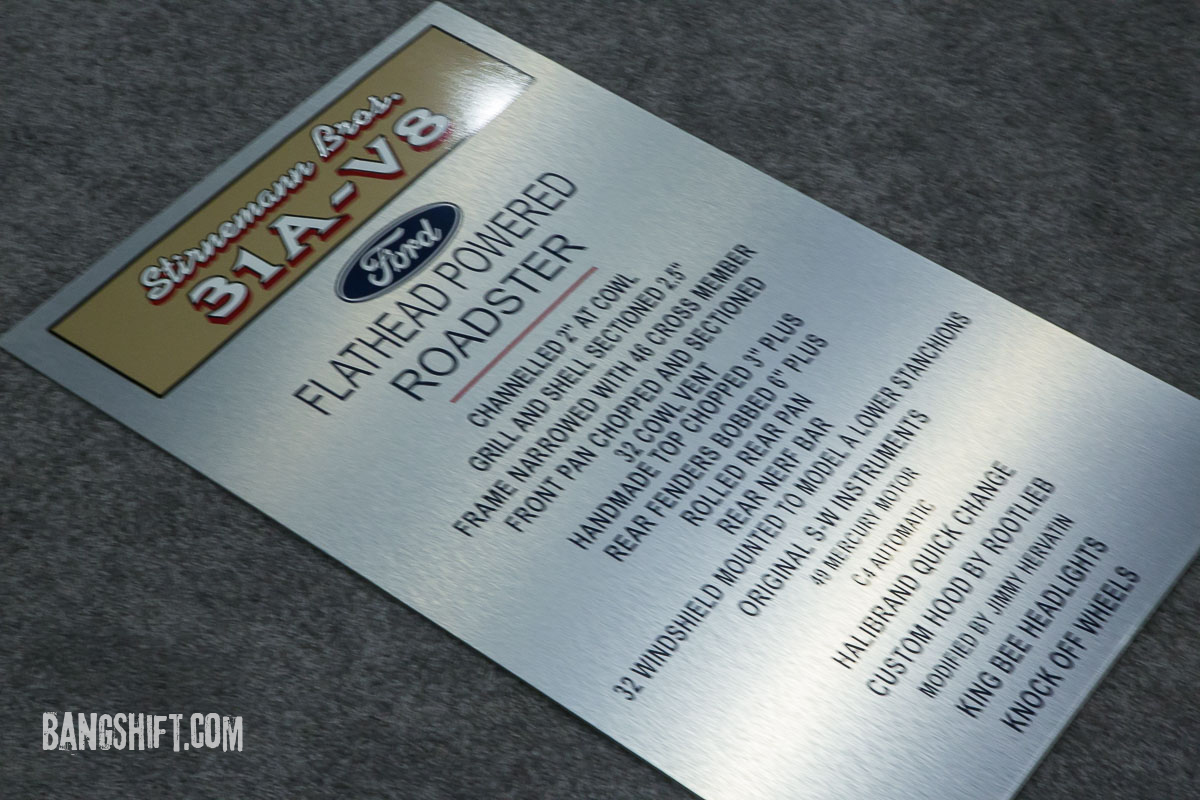 Stirnemann Bros.
31A-V8
Ford
FLATHEAD POWERED
ROADSTER
CHANNELLED 2" AT COWL
GRILL AND SHELL SECTIONED 2.5"
FRAME NARROWED WITH 46 CROSS MEMBER
FRONT PAN CHOPPED AND SECTIONED
32 COWL VENT
HANDMADE TOP CHOPPED 3" PLUS
REAR FENDERS BOBBED 6" PLUS
ROLLED REAR PAN
REAR NERF BAR
32 WINDSHIELD MOUNTED TO MODEL A LOWER STANCHIONS
ORIGINAL S-W INSTRUMENTS
49 MERCURY MOTOR
C4 AUTOMATIC
HALIBRAND QUICK CHANGE
CUSTOM HOOD BY ROOTLIEB
MODIFIED BY JIMMY HERVATIN
KING BEE HEADLIGHTS
KNOCK OFF WHEELS
BANGSHIFT.COM